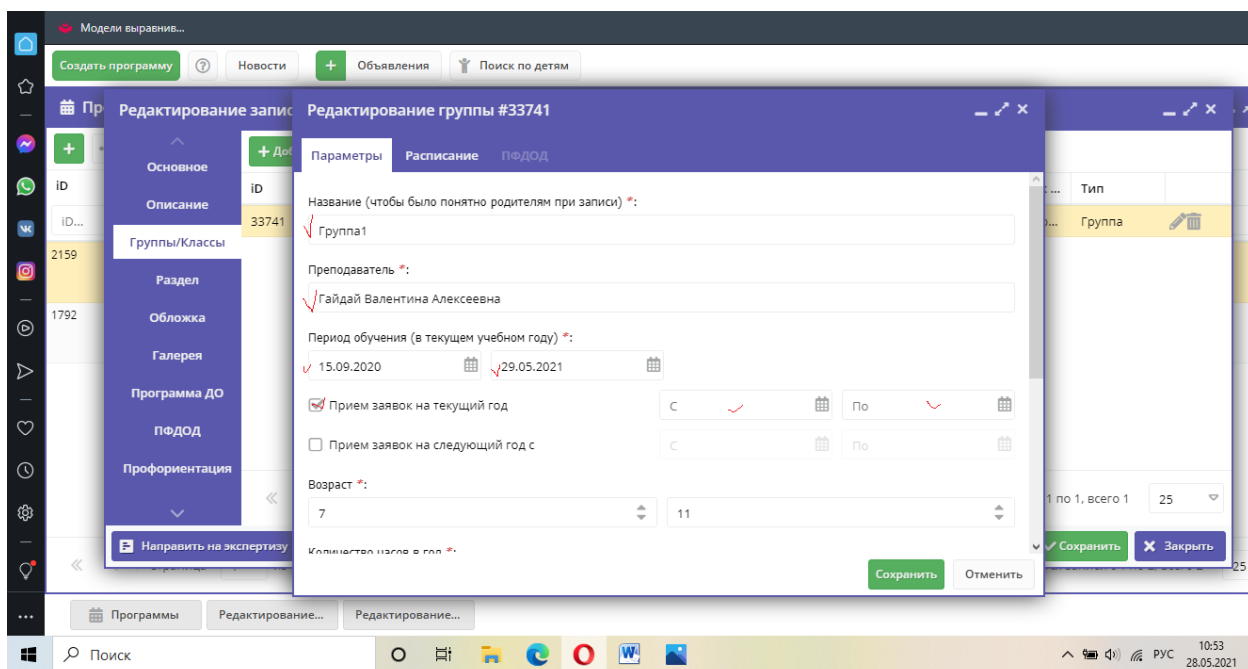 Модели выравнив...
Создать программу ? Новости + Объявления Поиск по детям
Редактирование запис
Редактирование группы #33741
+ Доб
Параметры Расписание ПФДОД
Основное
Описание
Группы/Классы
Раздел
Обложка
Галерея
Программа ДО
ПФДОД
Профориентация
iD
iD...
2159
1792
iD
33741
Тип
Группа
Название (чтобы было понятно родителям при записи) *:
Группа1
Преподаватель *:
Гайдай Валентина Алексеевна
Период обучения (в текущем учебном году) *:
15.09.2020 29.05.2021
Прием заявок на текущий год С По
Прием заявок на следующий год с С По
Возраст *:
7 11
Количество часов в год *:
1 по 1, всего 1 25
Направить на экспертизу
Сохранить Закрыть
Сохранить Отменить
25
Программы Редактирование... Редактирование...
Поиск
РУС
10:53
28.05.2021